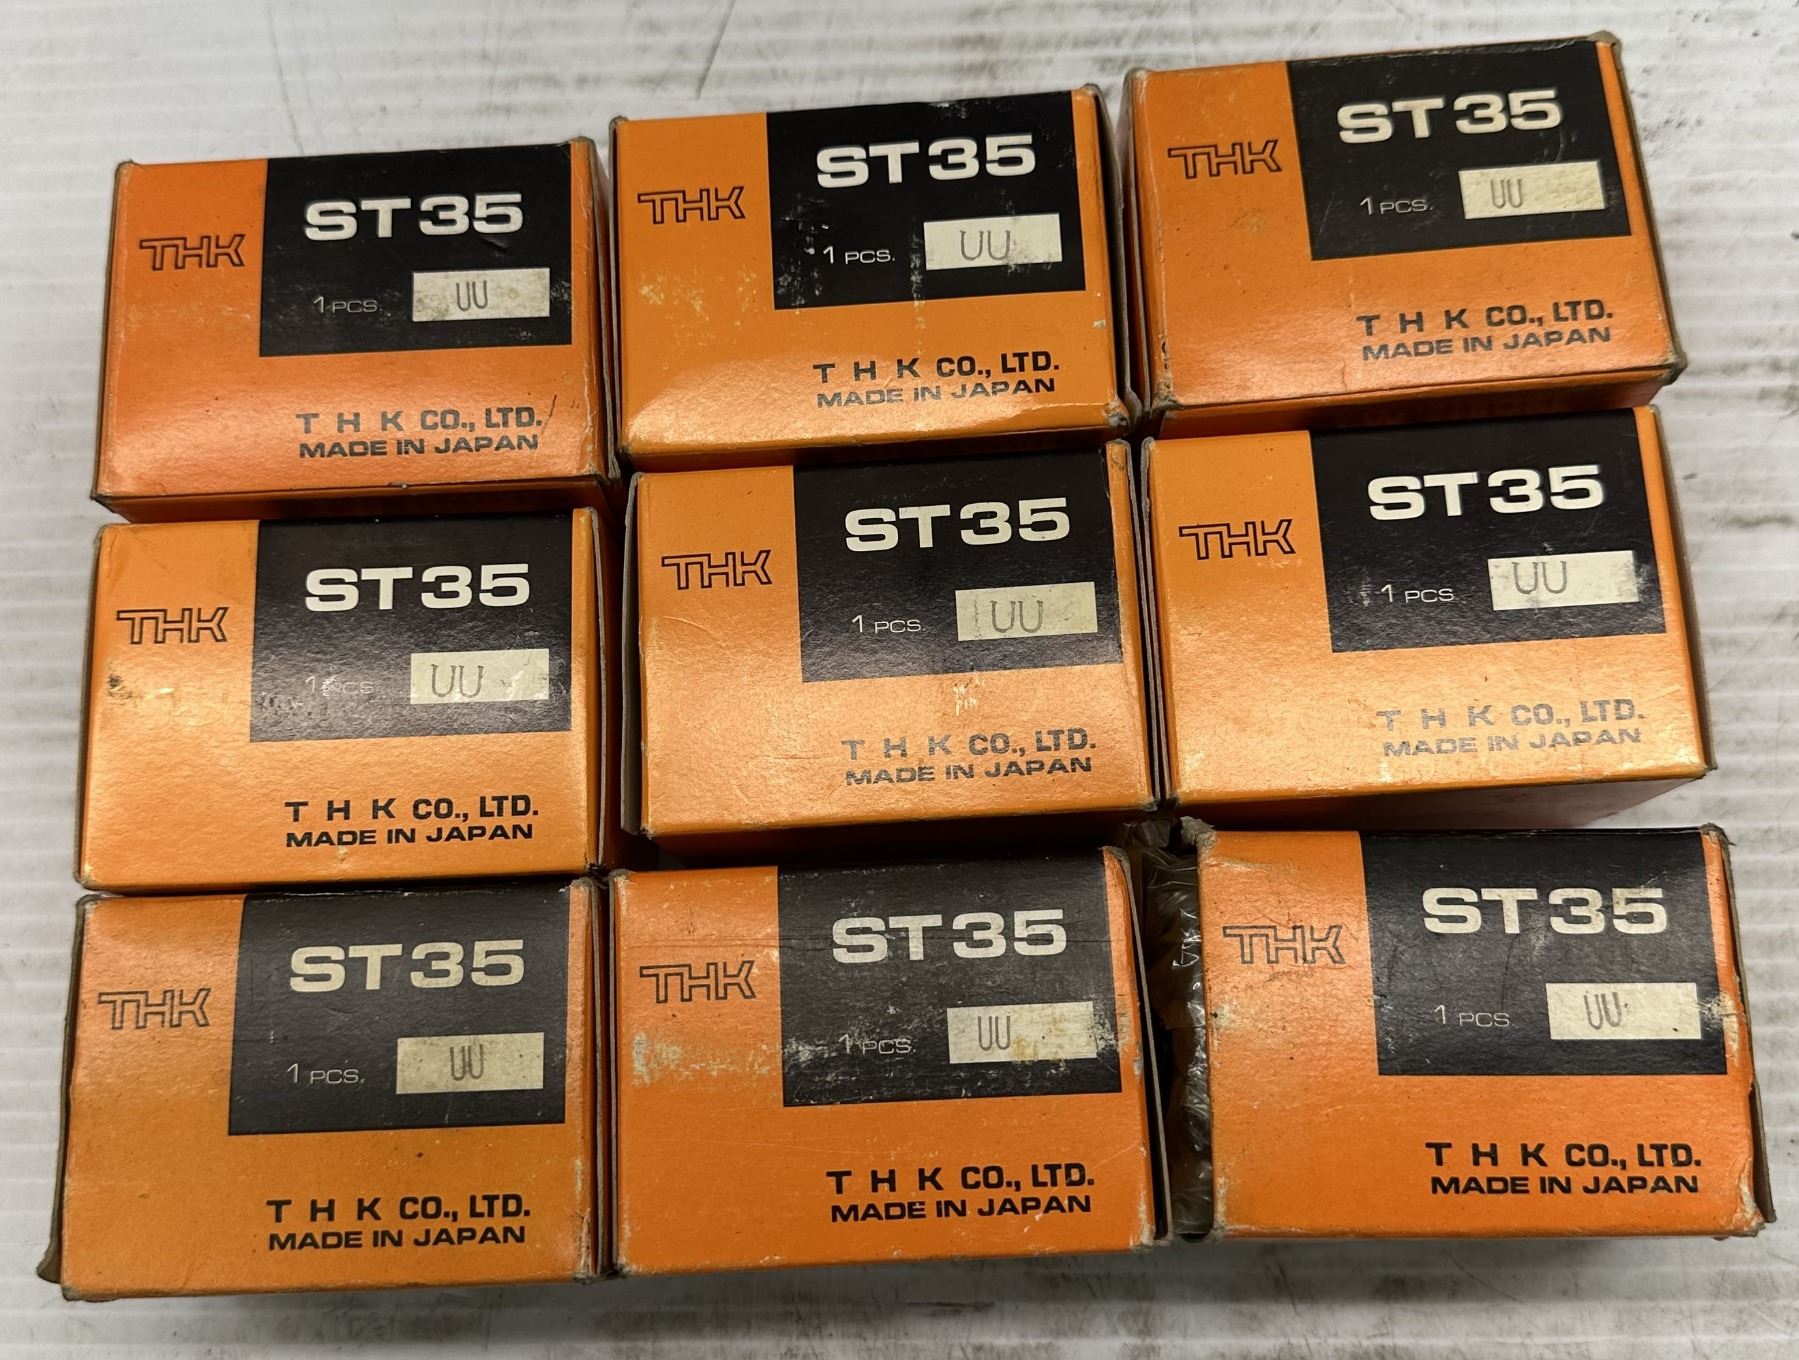 THK
ST35
1 PCS.
UU
T H K CO., LTD.
MADE IN JAPAN
THK
ST35
1 PCS.
UU
T H K CO., LTD.
MADE IN JAPAN
THK
ST35
1 PCS.
UU
T H K CO., LTD.
MADE IN JAPAN
THK
ST35
1 PCS
UU
T H K CO., LTD.
MADE IN JAPAN
THK
ST35
1 PCS.
UU
T H K CO., LTD.
MADE IN JAPAN
THK
ST35
1 PCS
UU
T H K CO., LTD.
MADE IN JAPAN
THK
ST35
1 PCS.
UU
T H K CO., LTD.
MADE IN JAPAN
THK
ST35
1 PCS.
UU
T H K CO., LTD.
MADE IN JAPAN
THK
ST35
1 PCS
UU
T H K CO., LTD.
MADE IN JAPAN